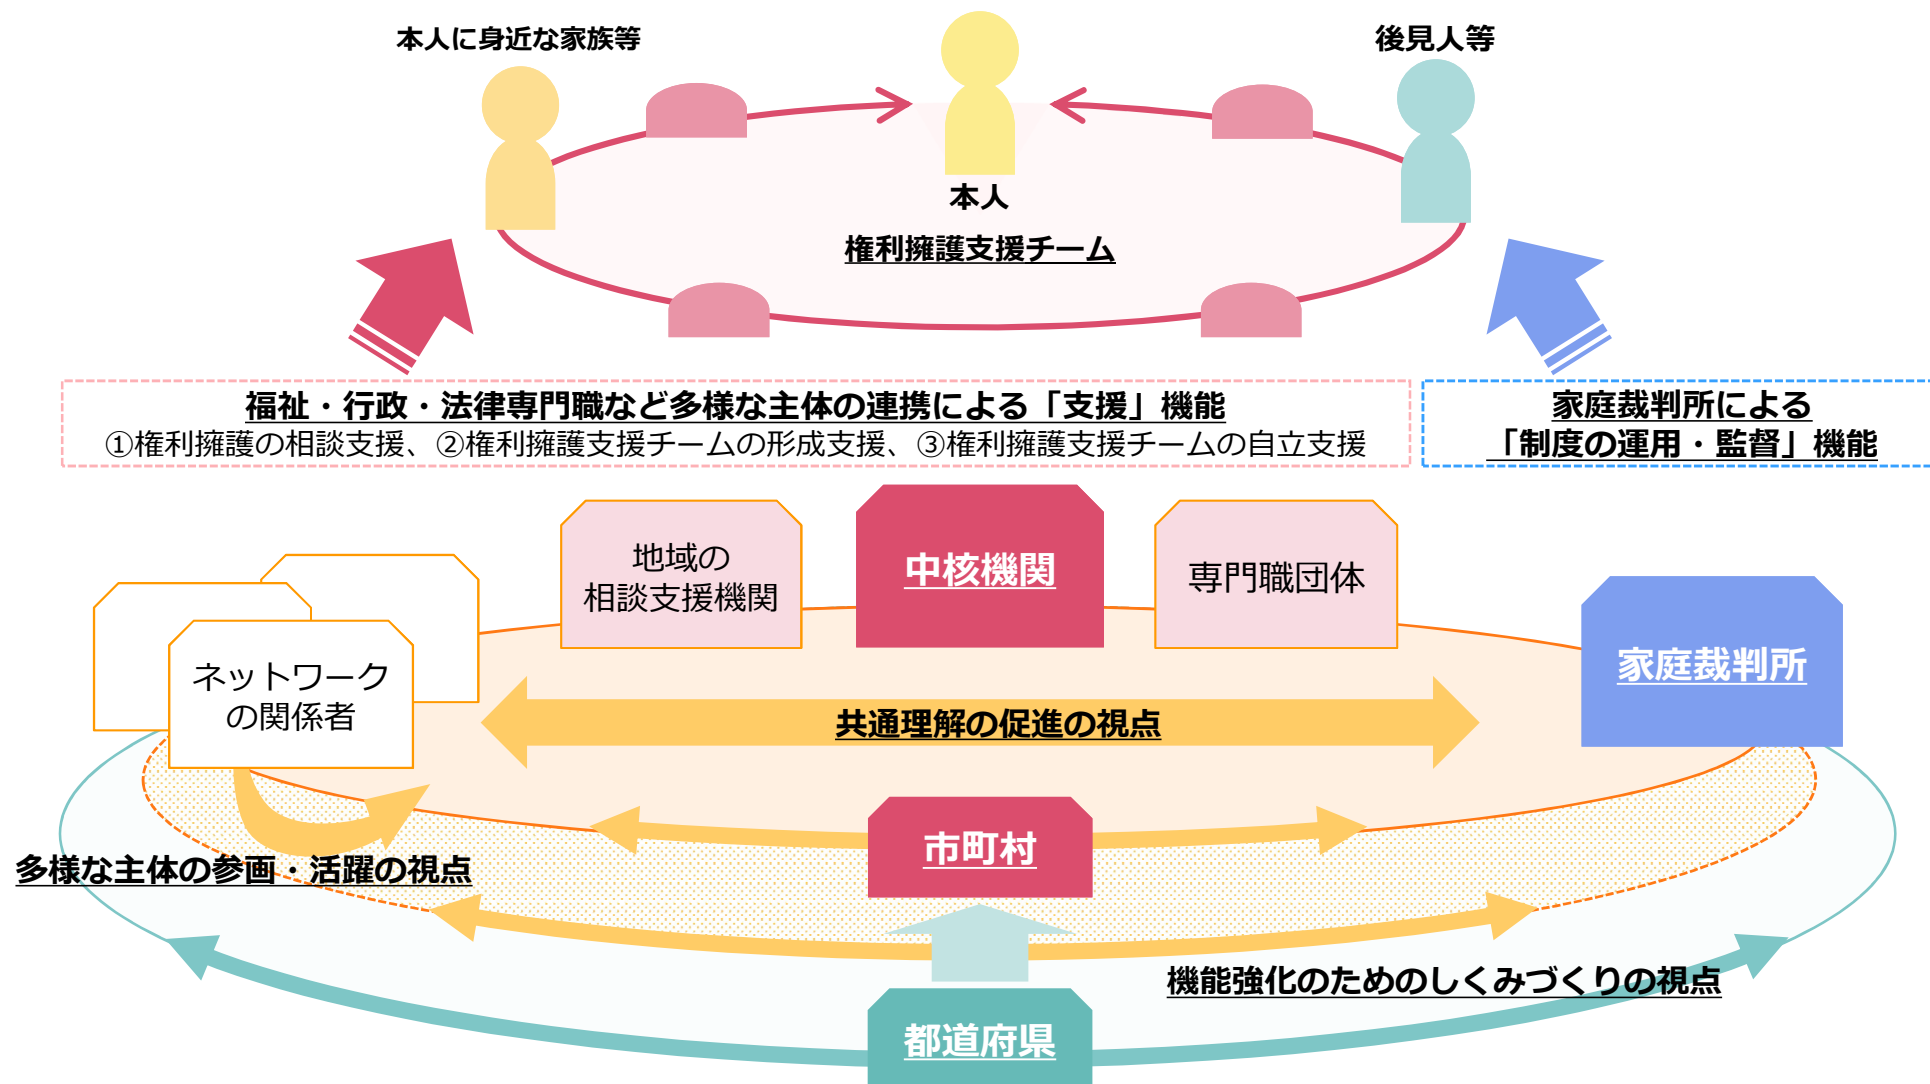 本人に身近な家族等
後見人等
本人
権利擁護支援チーム
福祉・行政・法律専門職など多様な主体の連携による「支援」機能
①権利擁護の相談支援、②権利擁護支援チームの形成支援、③権利擁護支援チームの自立支援
家庭裁判所による
「制度の運用・監督」機能
地域の
相談支援機関
中核機関
専門職団体
家庭裁判所
ネットワーク
の関係者
共通理解の促進の視点
市町村
多様な主体の参画・活躍の視点
機能強化のためのしくみづくりの視点
都道府県